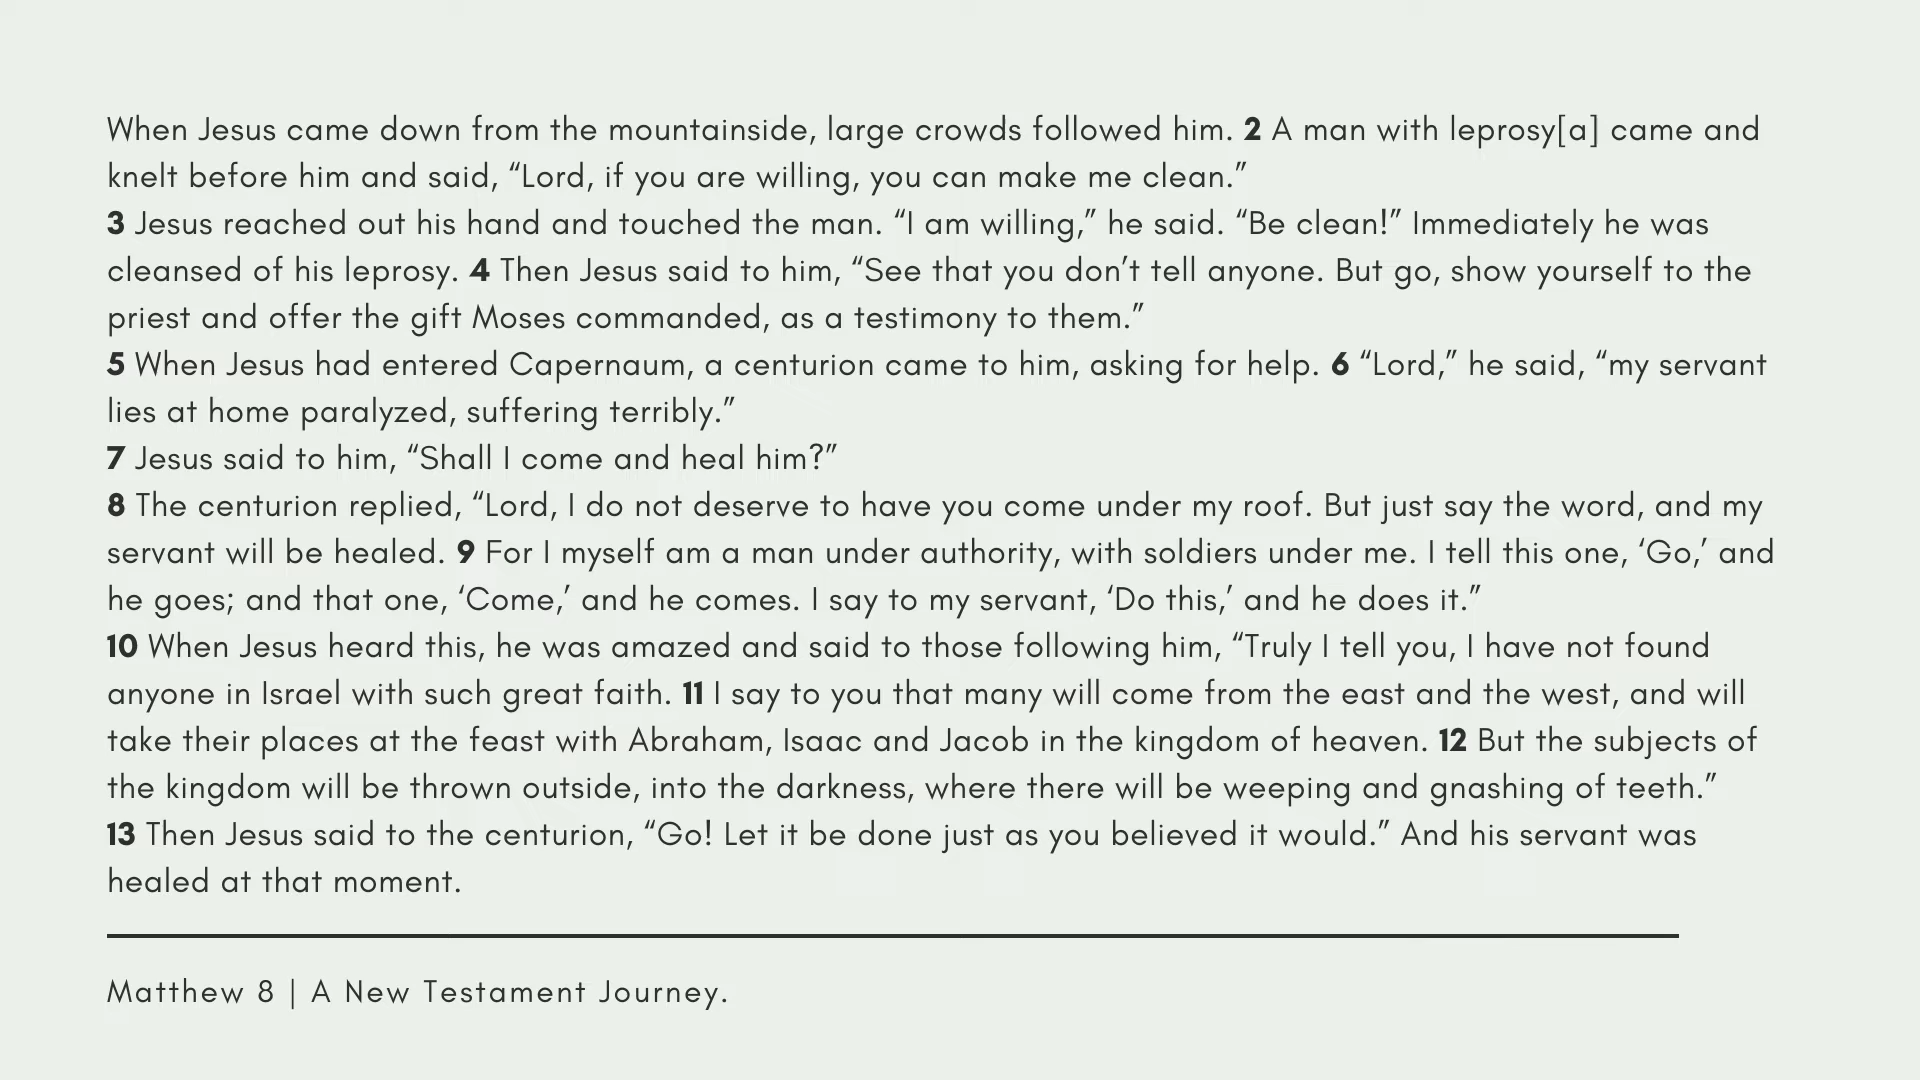 When Jesus came down from the mountainside, large crowds followed him. 2 A man with leprosy[a] came and
knelt before him and said, “Lord, if you are willing, you can make me clean.”
3 Jesus reached out his hand and touched the man. “I am willing,” he said. “Be clean!” Immediately he was
cleansed of his leprosy. 4 Then Jesus said to him, “See that you don’t tell anyone. But go, show yourself to the
priest and offer the gift Moses commanded, as a testimony to them.”
5 When Jesus had entered Capernaum, a centurion came to him, asking for help. 6 “Lord,” he said, “my servant
lies at home paralyzed, suffering terribly.”
7 Jesus said to him, “Shall I come and heal him?”
8 The centurion replied, “Lord, I do not deserve to have you come under my roof. But just say the word, and my
servant will be healed. 9 For I myself am a man under authority, with soldiers under me. I tell this one, ‘Go,’ and
he goes; and that one, ‘Come,’ and he comes. I say to my servant, ‘Do this,’ and he does it.”
10 When Jesus heard this, he was amazed and said to those following him, “Truly I tell you, I have not found
anyone in Israel with such great faith. 11 I say to you that many will come from the east and the west, and will
take their places at the feast with Abraham, Isaac and Jacob in the kingdom of heaven. 12 But the subjects of
the kingdom will be thrown outside, into the darkness, where there will be weeping and gnashing of teeth.”
13 Then Jesus said to the centurion, “Go! Let it be done just as you believed it would.” And his servant was
healed at that moment.
Matthew 8 | A New Testament Journey.